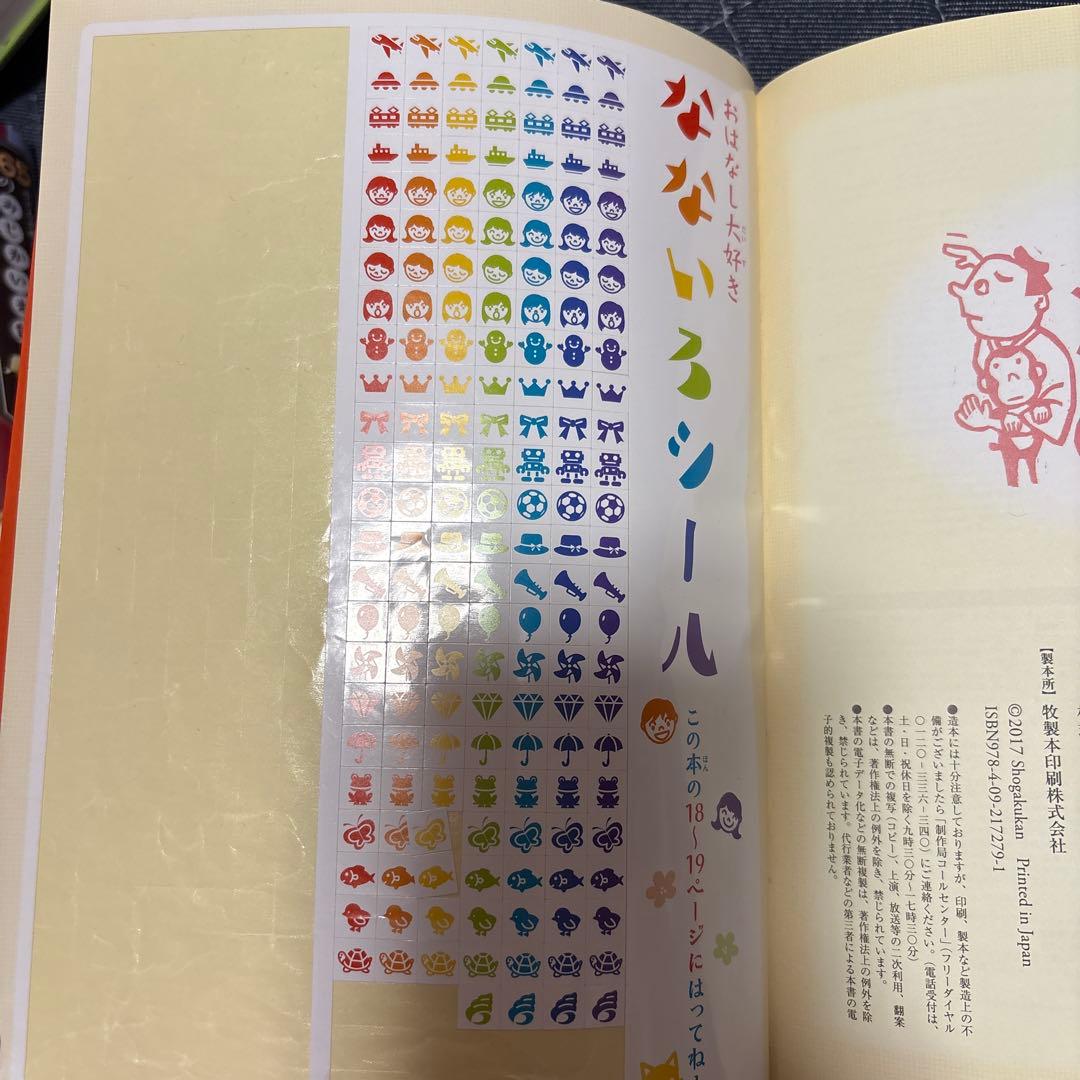 おはなし大好き
だい す
なないろシール
この本の18〜19ページにはってね
ほん
【製本所】牧製本印刷株式会社
©2017 Shogakukan Printed in Japan
ISBN978-4-09-217279-1
●造本には十分注意しておりますが、印刷、製本など製造上の不
備がございましたら「制作局コールセンター」(フリーダイヤル
〇一二〇-三三六-三四〇)にご連絡ください。(電話受付は、
土・日・祝休日を除く九時三〇分〜一七時三〇分)
●本書の無断での複写(コピー)、上演、放送等の二次利用、翻案
などは、著作権法上の例外を除き、禁じられています。
●本書の電子データ化などの無断複製は、著作権法上の例外を除
き、禁じられています。代行業者などの第三者による本書の電
子的複製も認められておりません。